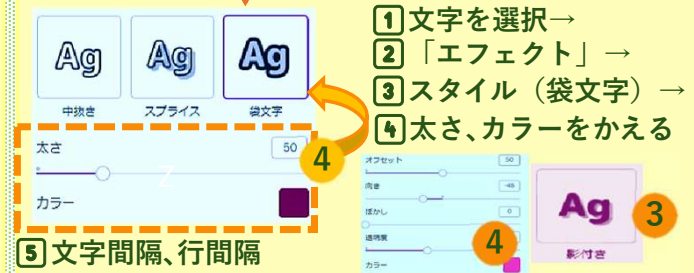 1 文字を選択→
2 「エフェクト」→
3 スタイル（袋文字）→
4 太さ、カラーをかえる
Ag Ag Ag
中抜き スプライス 袋文字
太さ 50
4
カラー
z
5 文字間隔、行間隔
オフセット 50
向き -45
ぼかし 0
透明度
4
カラー
Ag
3
影付き